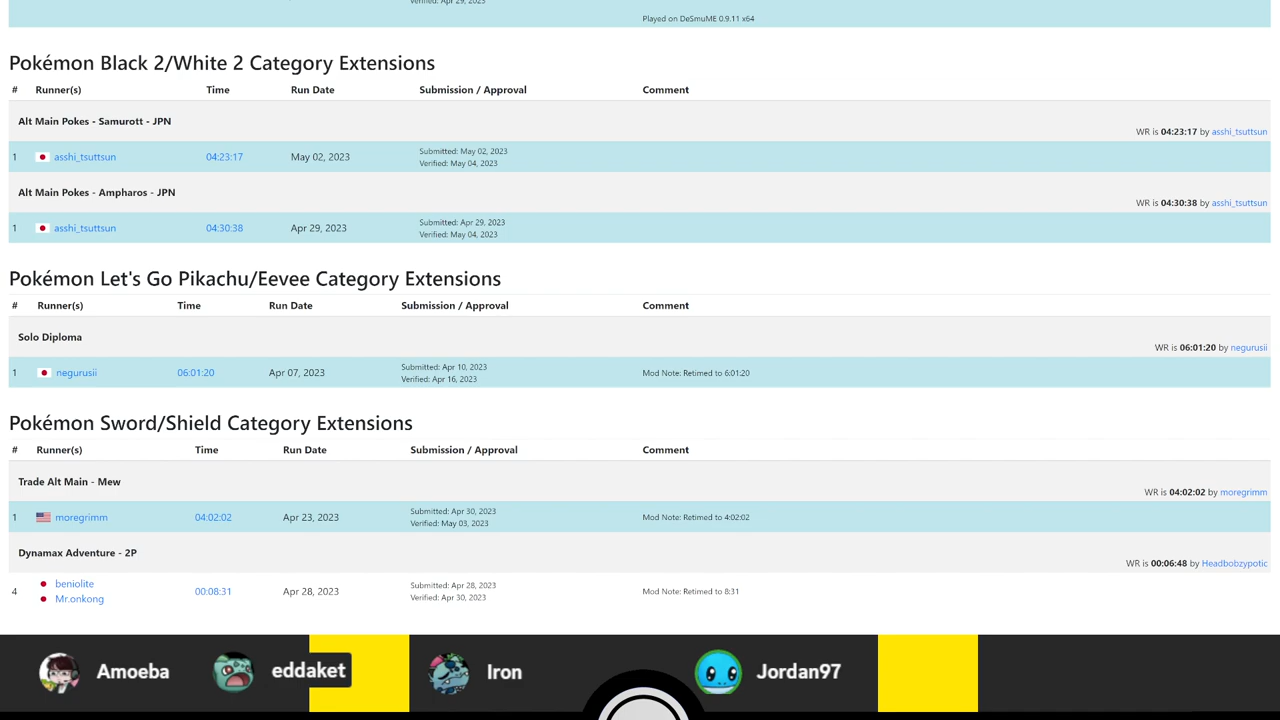 Verified: Apr 29, 2023
Played on DeSmuME 0.9.11 x64
Pokémon Black 2/White 2 Category Extensions
# Runner(s) Time Run Date Submission / Approval Comment
Alt Main Pokes - Samurott - JPN
WR is 04:23:17 by asshi_tsuttsun
1 asshi_tsuttsun 04:23:17 May 02, 2023 Submitted: May 02, 2023
Verified: May 04, 2023
Alt Main Pokes - Ampharos - JPN
WR is 04:30:38 by asshi_tsuttsun
1 asshi_tsuttsun 04:30:38 Apr 29, 2023 Submitted: Apr 29, 2023
Verified: May 04, 2023
Pokémon Let's Go Pikachu/Eevee Category Extensions
# Runner(s) Time Run Date Submission / Approval Comment
Solo Diploma
WR is 06:01:20 by negurusii
1 negurusii 06:01:20 Apr 07, 2023 Submitted: Apr 10, 2023
Verified: Apr 16, 2023
Mod Note: Retimed to 6:01:20
Pokémon Sword/Shield Category Extensions
# Runner(s) Time Run Date Submission / Approval Comment
Trade Alt Main - Mew
WR is 04:02:02 by moregrimm
1 moregrimm 04:02:02 Apr 23, 2023 Submitted: Apr 30, 2023
Verified: May 03, 2023
Mod Note: Retimed to 4:02:02
Dynamax Adventure - 2P
WR is 00:06:48 by Headbobzypotic
4 beniolite
Mr.onkong
00:08:31 Apr 28, 2023 Submitted: Apr 28, 2023
Verified: Apr 30, 2023
Mod Note: Retimed to 8:31
Amoeba eddaket Iron Jordan97